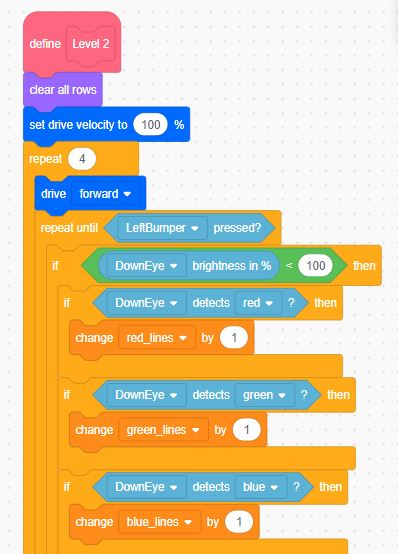 define Level 2
clear all rows
set drive velocity to 100 %
repeat 4
drive forward
repeat until LeftBumper pressed?
if DownEye brightness in % < 100 then
if DownEye detects red ? then
change red_lines by 1
if DownEye detects green ? then
change green_lines by 1
if DownEye detects blue ? then
change blue_lines by 1